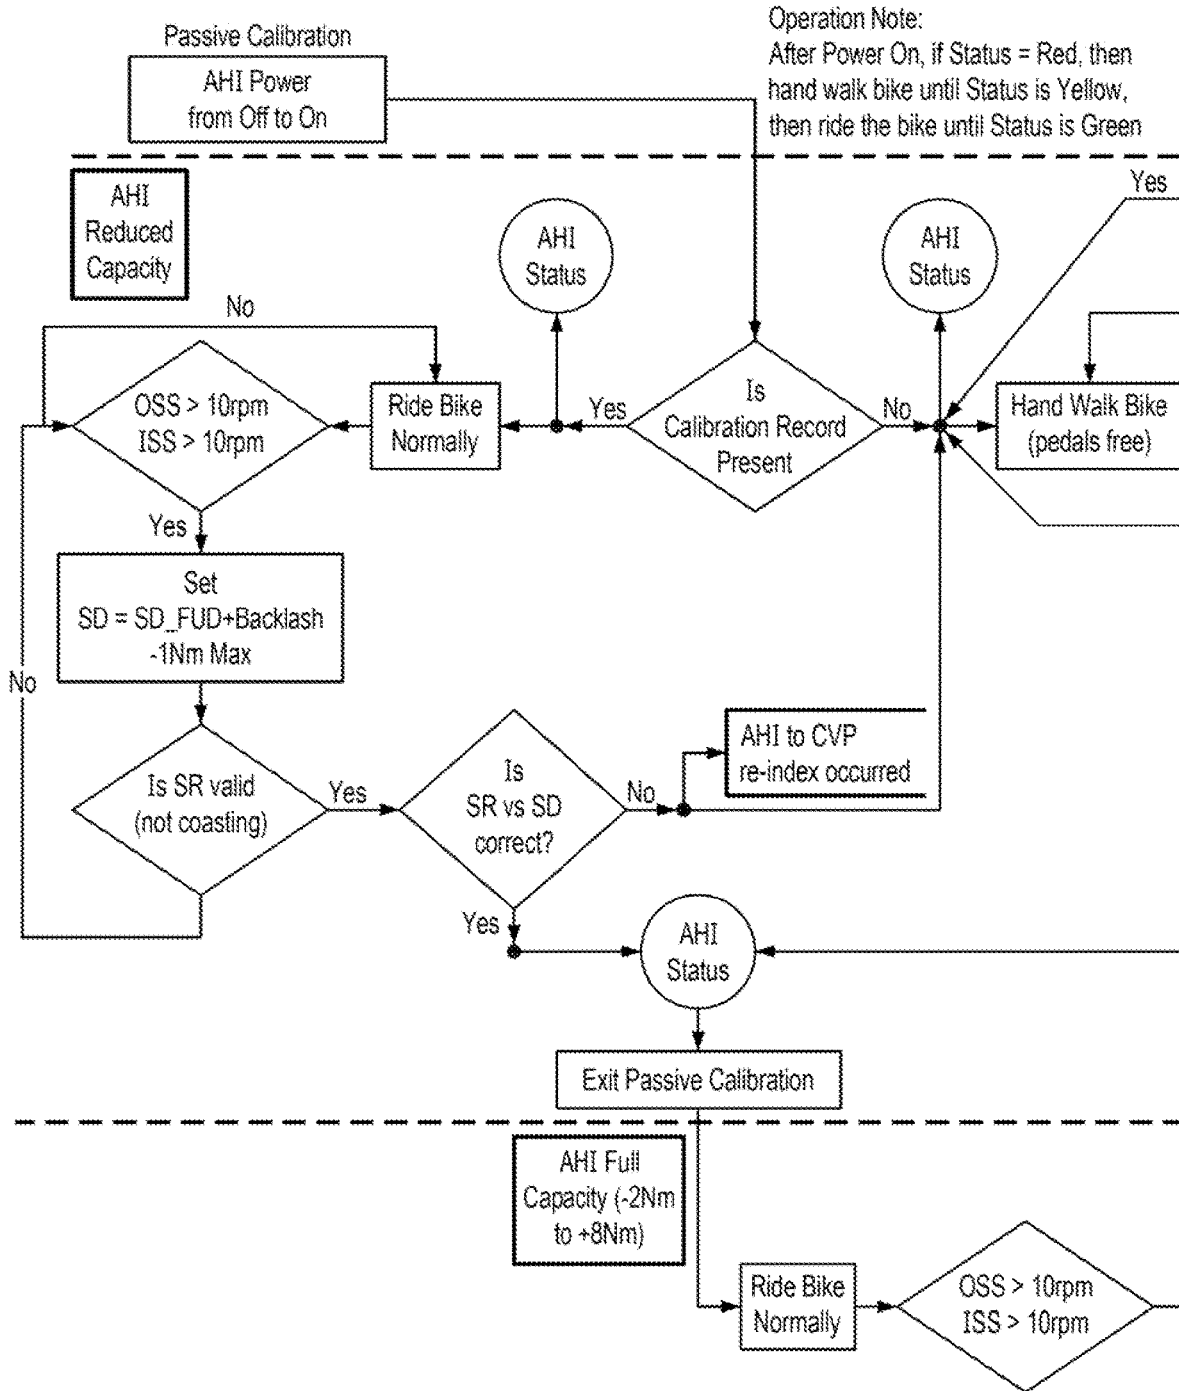 Passive Calibration
AHI Power
from Off to On
Operation Note:
After Power On, if Status = Red, then
hand walk bike until Status is Yellow,
then ride the bike until Status is Green
AHI
Reduced
Capacity
AHI
Status
AHI
Status
Yes
No
OSS > 10rpm
ISS > 10rpm
Ride Bike
Normally
Yes
Is
Calibration Record
Present
No
Hand Walk Bike
(pedals free)
Yes
Set
SD = SD_FUD+Backlash
-1Nm Max
No
Is SR valid
(not coasting)
Yes
Is
SR vs SD
correct?
No
AHI to CVP
re-index occurred
Yes
AHI
Status
Exit Passive Calibration
AHI Full
Capacity (-2Nm
to +8Nm)
Ride Bike
Normally
OSS > 10rpm
ISS > 10rpm